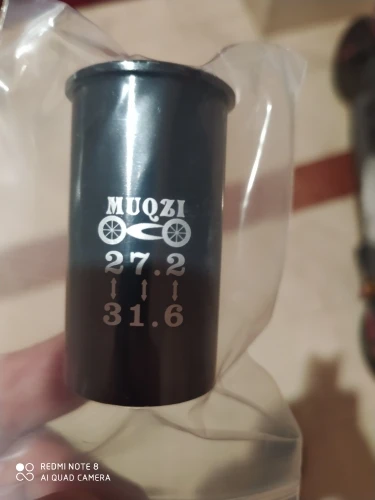 MUQZI
27.2
31.6
REDMI NOTE 8
AI QUAD CAMERA